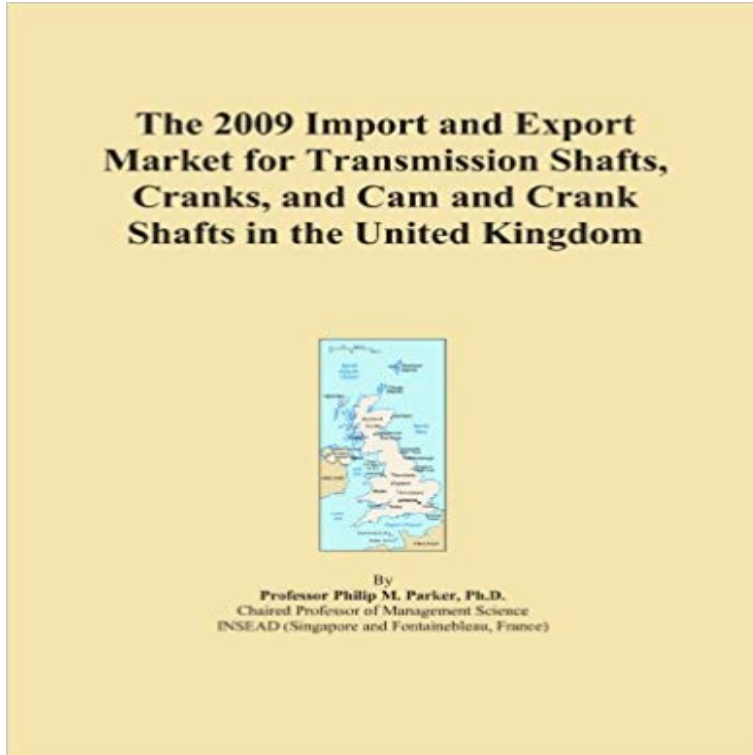 The 2009 Import and Export
Market for Transmission Shafts,
Cranks, and Cam and Crank
Shafts in the United Kingdom
By
Professor Philip M. Parker, Ph.D.
Chaired Professor of Management Science
INSEAD (Singapore and Fontainebleau, France)